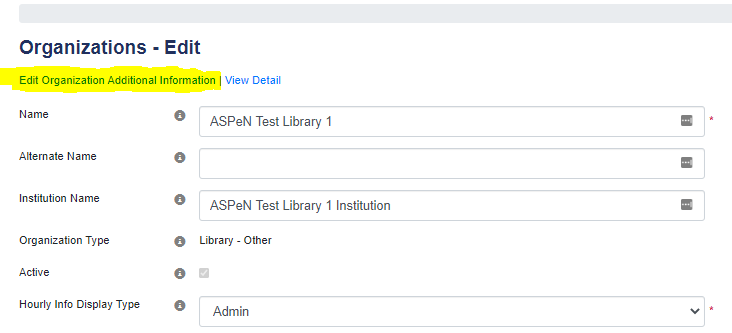 Organizations - Edit
Edit Organization Additional Information | View Detail
Name ASPeN Test Library 1 *
Alternate Name
Institution Name ASPeN Test Library 1 Institution
Organization Type Library - Other
Active
Hourly Info Display Type Admin *